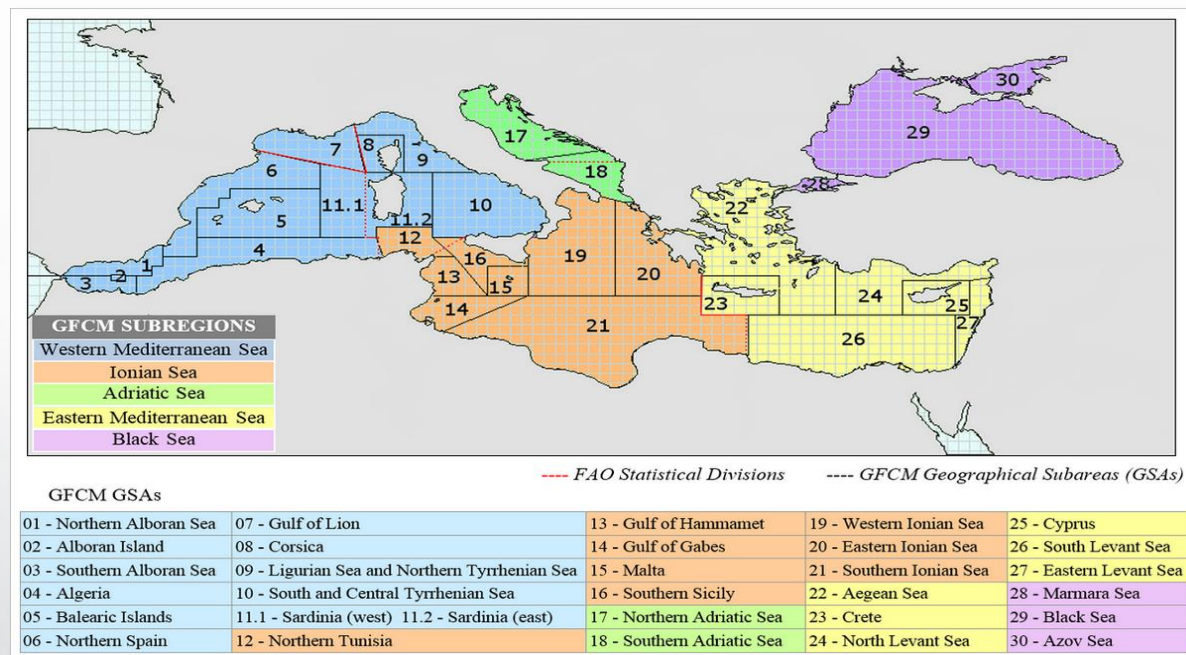 30
29
17
8
7
9
18
28
6
22
11.1
10
5
11.2
12
4
19
16
1
20
2
3
13
15
24
23
25
14
21
27
26
GFCM SUBREGIONS
Western Mediterranean Sea
Ionian Sea
Adriatic Sea
Eastern Mediterranean Sea
Black Sea
---- FAO Statistical Divisions ---- GFCM Geographical Subareas (GSAs)
GFCM GSAs
01 - Northern Alboran Sea 07 - Gulf of Lion 13 - Gulf of Hammamet 19 - Western Ionian Sea 25 - Cyprus
02 - Alboran Island 08 - Corsica 14 - Gulf of Gabes 20 - Eastern Ionian Sea 26 - South Levant Sea
03 - Southern Alboran Sea 09 - Ligurian Sea and Northern Tyrrhenian Sea 15 - Malta 21 - Southern Ionian Sea 27 - Eastern Levant Sea
04 - Algeria 10 - South and Central Tyrrhenian Sea 16 - Southern Sicily 22 - Aegean Sea 28 - Marmara Sea
05 - Balearic Islands 11.1 - Sardinia (west) 11.2 - Sardinia (east) 17 - Northern Adriatic Sea 23 - Crete 29 - Black Sea
06 - Northern Spain 12 - Northern Tunisia 18 - Southern Adriatic Sea 24 - North Levant Sea 30 - Azov Sea